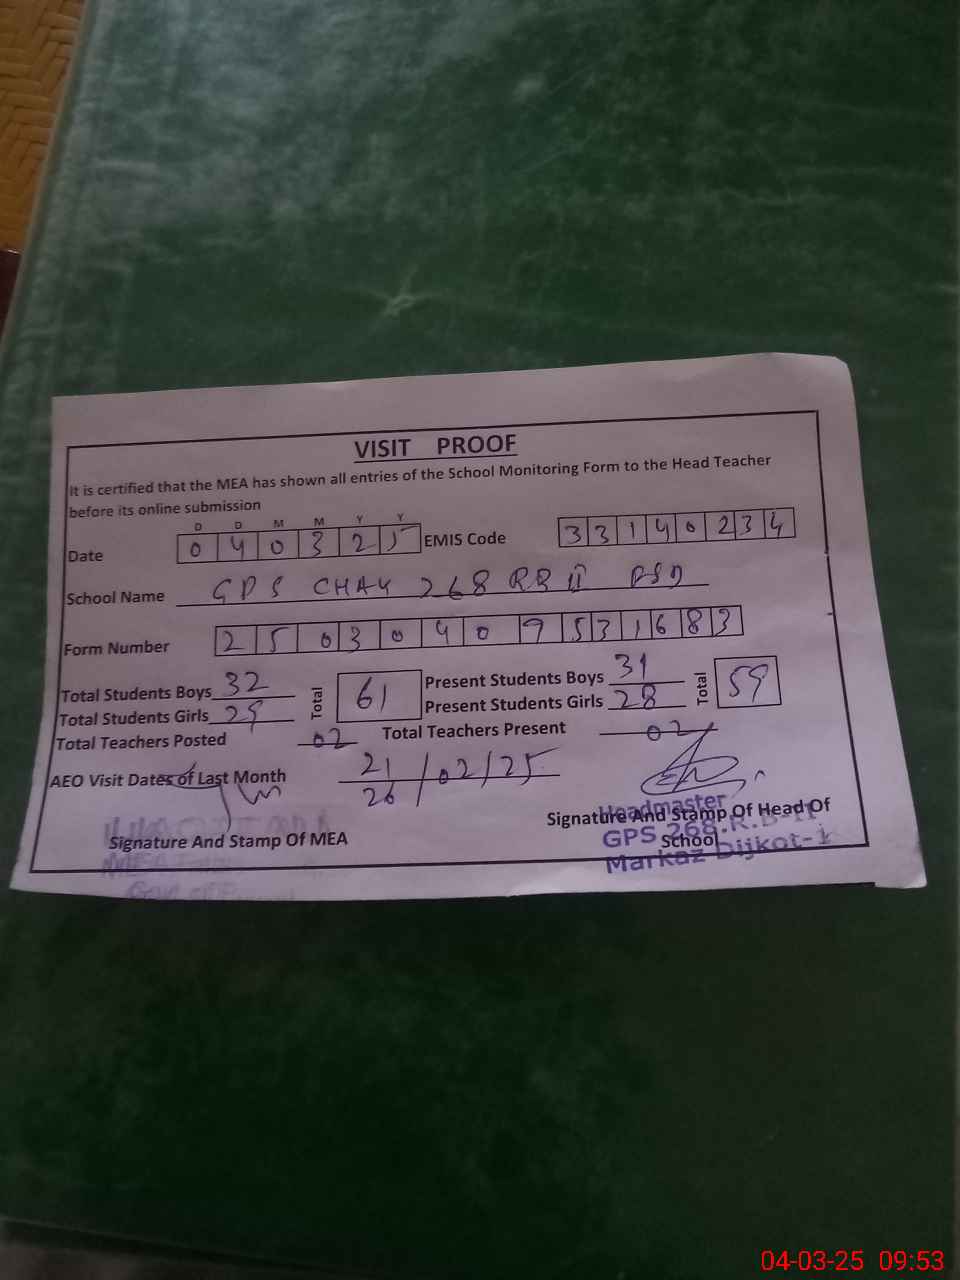 VISIT PROOF
It is certified that the MEA has shown all entries of the School Monitoring Form to the Head Teacher
before its online submission
D D M M Y Y
Date 0 4 0 3 2 5 EMIS Code 3 3 1 4 0 2 3 4
School Name GPS CHAK 268 RB II FSD
Form Number 2 5 0 3 0 4 0 9 5 3 1 6 8 3
Total Students Boys 32 Total 61 Present Students Boys 31 Total 59
Total Students Girls 29 Present Students Girls 28
Total Teachers Posted 02 Total Teachers Present 02
AEO Visit Dates of Last Month 21/02/25
26
Signature And Stamp Of MEA
Signature And Stamp Of Head Of
School
Headmaster
GPS 268.R.B-II
Markaz Dijkot-1
04-03-25 09:53